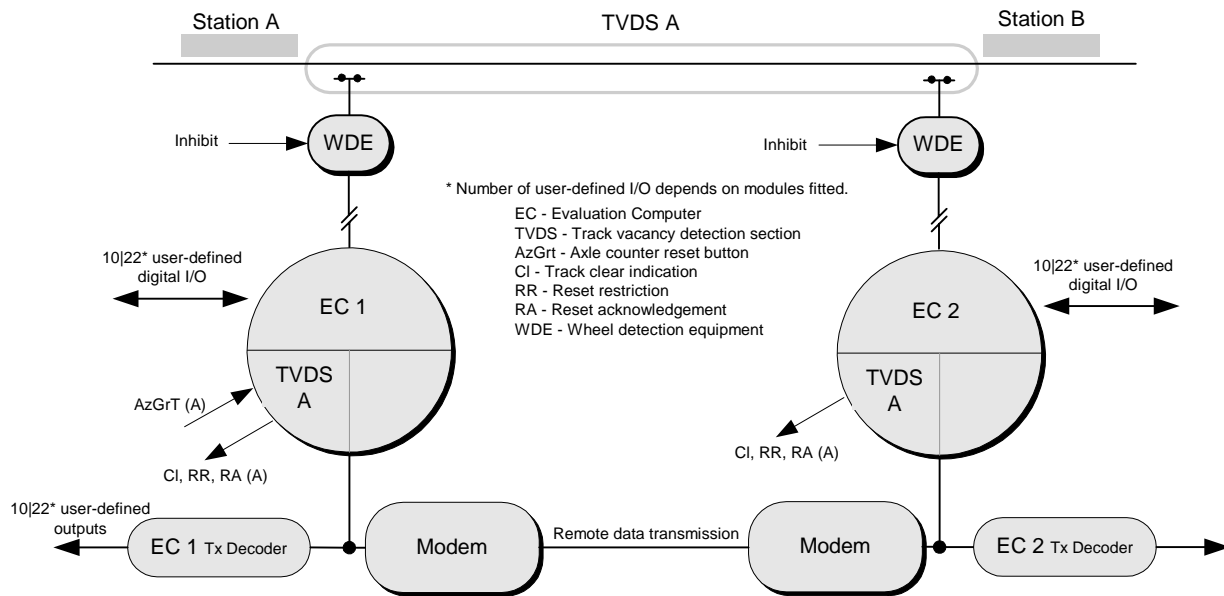 Station A
TVDS A
Station B
Inhibit
WDE
Inhibit
WDE
* Number of user-defined I/O depends on modules fitted.
EC - Evaluation Computer
TVDS - Track vacancy detection section
AzGrt - Axle counter reset button
Cl - Track clear indication
RR - Reset restriction
RA - Reset acknowledgement
WDE - Wheel detection equipment
10|22* user-defined
digital I/O
EC 1
TVDS
A
AzGrT (A)
Cl, RR, RA (A)
10|22* user-defined
digital I/O
EC 2
TVDS
A
Cl, RR, RA (A)
10|22* user-defined
outputs
EC 1 Tx Decoder
Modem
Remote data transmission
Modem
EC 2 Tx Decoder